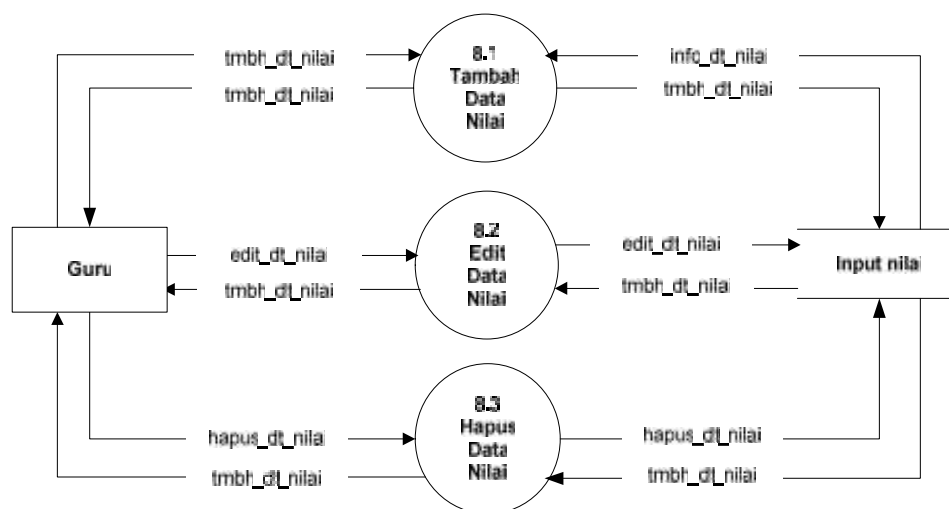 tmbh_dt_nilai
tmbh_dt_nilai
8.1
Tambah
Data
Nilai
info_dt_nilai
tmbh_dt_nilai
Guru
edit_dt_nilai
tmbh_dt_nilai
8.2
Edit
Data
Nilai
edit_dt_nilai
tmbh_dt_nilai
Input nilai
hapus_dt_nilai
tmbh_dt_nilai
8.3
Hapus
Data
Nilai
hapus_dt_nilai
tmbh_dt_nilai